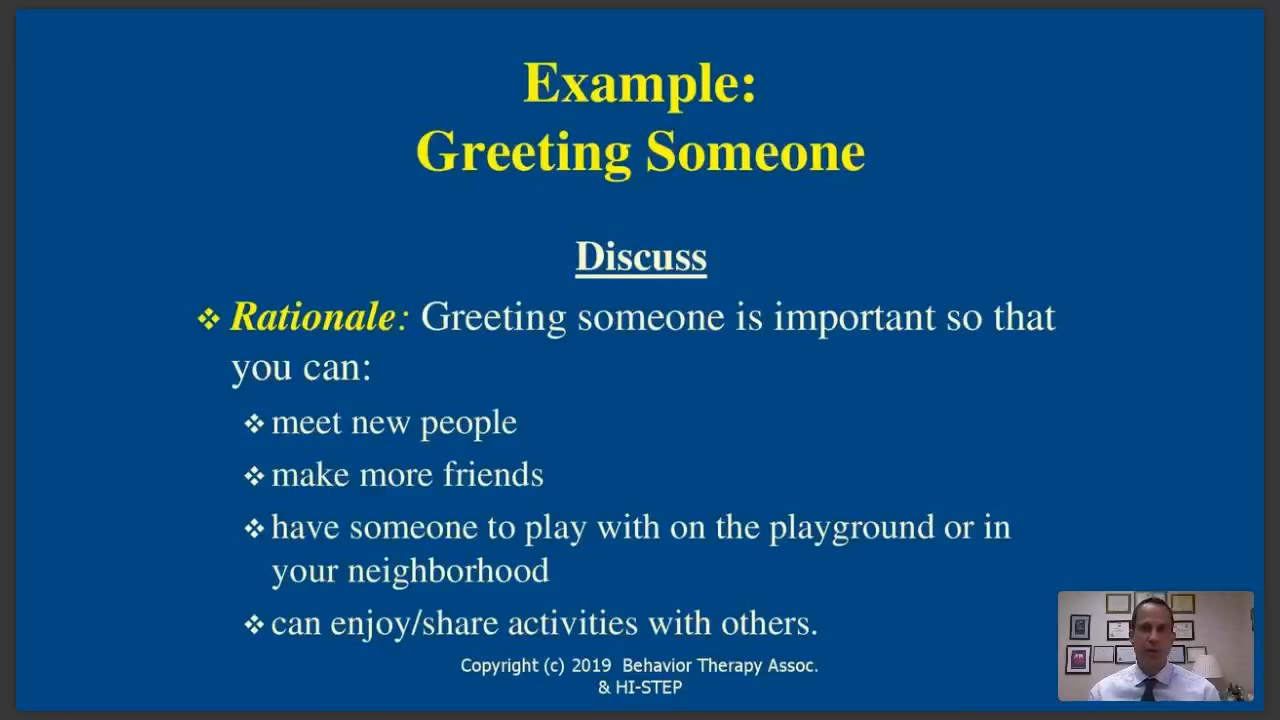 Example:
Greeting Someone
Discuss
❖ Rationale: Greeting someone is important so that
you can:
❖ meet new people
❖ make more friends
❖ have someone to play with on the playground or in
your neighborhood
❖ can enjoy/share activities with others.
Copyright (c) 2019 Behavior Therapy Assoc.
& HI-STEP